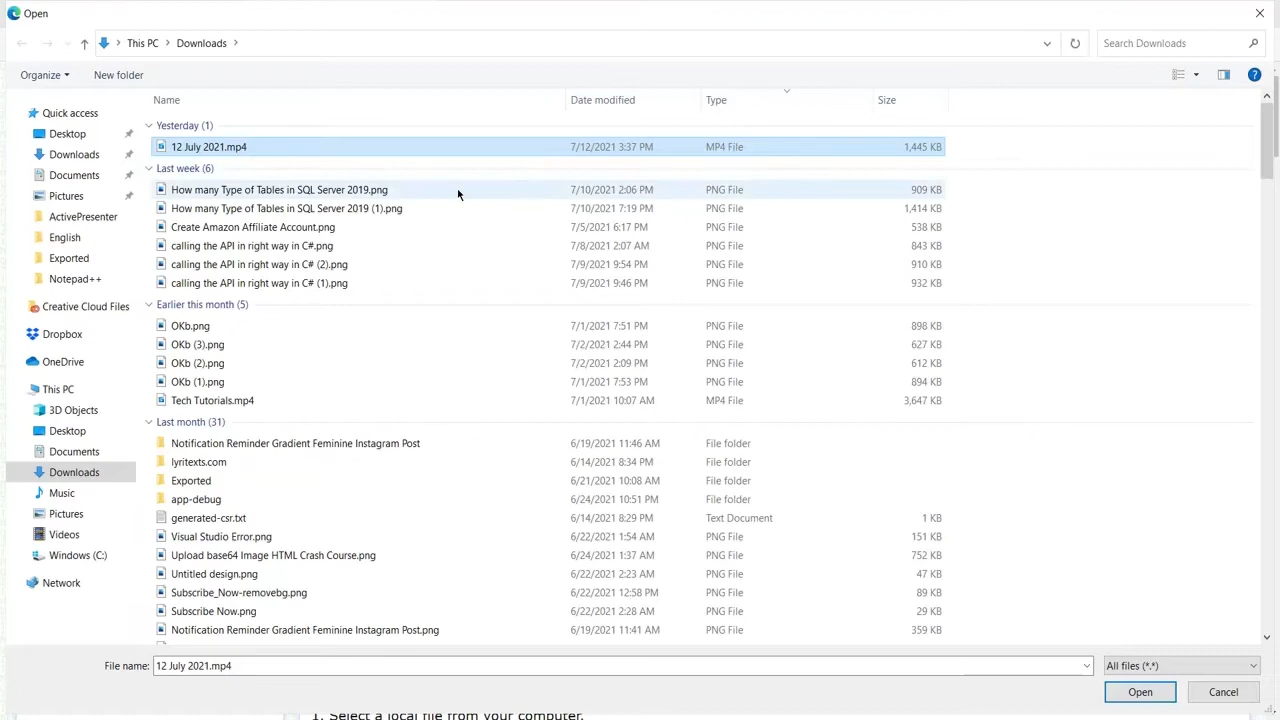 Open
This PC > Downloads >
Search Downloads
Organize
New folder
Name Date modified Type Size
Quick access
Desktop
Downloads
Documents
Pictures
ActivePresenter
English
Exported
Notepad++
Creative Cloud Files
Dropbox
OneDrive
This PC
3D Objects
Desktop
Documents
Downloads
Music
Pictures
Videos
Windows (C:)
Network
Yesterday (1)
12 July 2021.mp4 7/12/2021 3:37 PM MP4 File 1,445 KB
Last week (6)
How many Type of Tables in SQL Server 2019.png 7/10/2021 2:06 PM PNG File 909 KB
How many Type of Tables in SQL Server 2019 (1).png 7/10/2021 7:19 PM PNG File 1,414 KB
Create Amazon Affiliate Account.png 7/5/2021 6:17 PM PNG File 538 KB
calling the API in right way in C#.png 7/8/2021 2:07 AM PNG File 843 KB
calling the API in right way in C# (2).png 7/9/2021 9:54 PM PNG File 910 KB
calling the API in right way in C# (1).png 7/9/2021 9:46 PM PNG File 932 KB
Earlier this month (5)
OKb.png 7/1/2021 7:51 PM PNG File 898 KB
OKb (3).png 7/2/2021 2:44 PM PNG File 627 KB
OKb (2).png 7/2/2021 2:09 PM PNG File 612 KB
OKb (1).png 7/1/2021 7:53 PM PNG File 894 KB
Tech Tutorials.mp4 7/1/2021 10:07 AM MP4 File 3,647 KB
Last month (31)
Notification Reminder Gradient Feminine Instagram Post 6/19/2021 11:46 AM File folder
lyritexts.com 6/14/2021 8:34 PM File folder
Exported 6/21/2021 10:08 AM File folder
app-debug 6/24/2021 10:51 PM File folder
generated-csr.txt 6/14/2021 8:29 PM Text Document 1 KB
Visual Studio Error.png 6/22/2021 1:54 AM PNG File 151 KB
Upload base64 Image HTML Crash Course.png 6/24/2021 1:37 AM PNG File 752 KB
Untitled design.png 6/22/2021 2:23 AM PNG File 47 KB
Subscribe_Now-removebg.png 6/22/2021 12:58 PM PNG File 89 KB
Subscribe Now.png 6/22/2021 2:28 AM PNG File 29 KB
Notification Reminder Gradient Feminine Instagram Post.png 6/19/2021 11:41 AM PNG File 359 KB
File name: 12 July 2021.mp4
All files (*.*)
Open
Cancel
1. Select a local file from your computer.